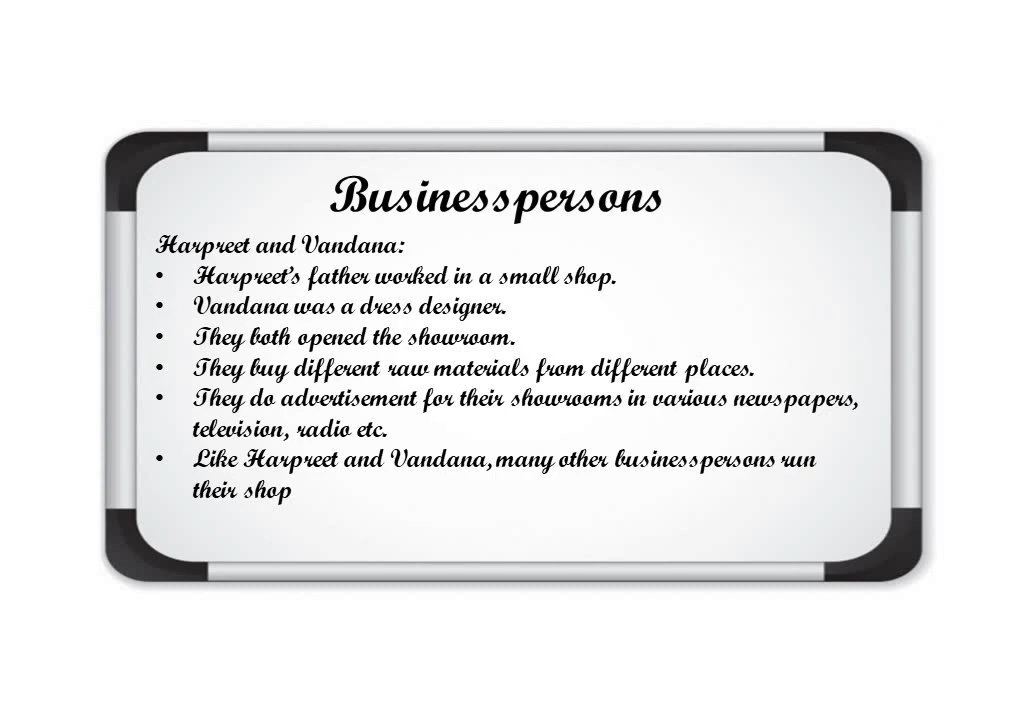 Businesspersons
Harpreet and Vandana:
• Harpreet's father worked in a small shop.
• Vandana was a dress designer.
• They both opened the showroom.
• They buy different raw materials from different places.
• They do advertisement for their showrooms in various newspapers,
television, radio etc.
• Like Harpreet and Vandana, many other businesspersons run
their shop